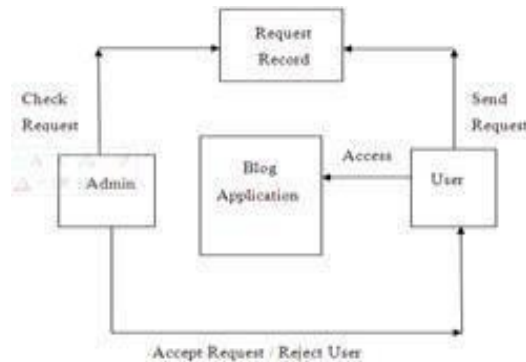 Request
Record
Check
Request
Send
Request
Admin
Blog
Application
Access
User
Accept Request / Reject User